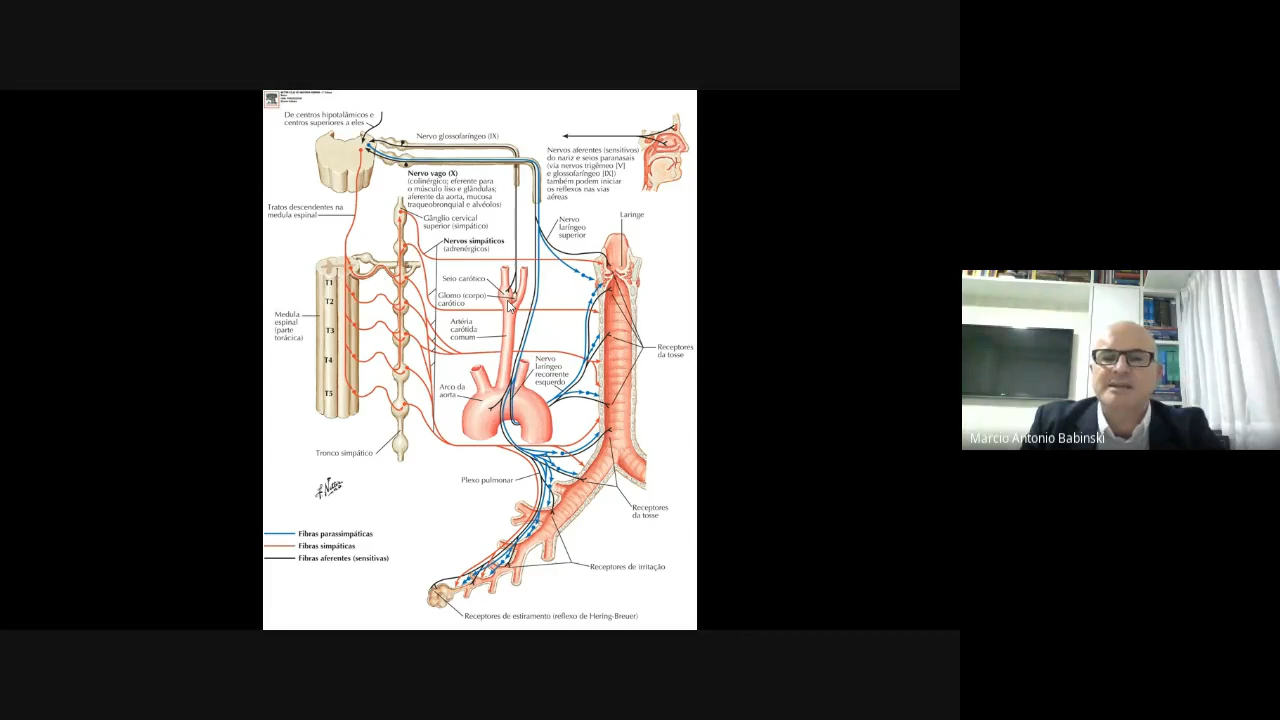 De centros hipotalâmicos e
centros superiores a eles
Nervo glossofaríngeo (IX)
Nervos aferentes (sensitivos)
do nariz e seios paranasais
(via nervos trigêmeo [V]
e glossofaríngeo [IX])
também podem iniciar
os reflexos nas vias
aéreas
Nervo vago (X)
(colinérgico; eferente para
o músculo liso e glândulas;
aferente da aorta, mucosa
traqueobronquial e alvéolos)
Tratos descendentes na
medula espinal
Gânglio cervical
superior (simpático)
Nervo
laríngeo
superior
Laringe
Nervos simpáticos
(adrenérgicos)
Seio carótico
Glomo (corpo)
carótico
T1
T2
T3
T4
T5
Medula
espinal
(parte
torácica)
Artéria
carótida
comum
Receptores
da tosse
Nervo
laríngeo
recorrente
esquerdo
Arco da
aorta
Tronco simpático
Plexo pulmonar
Receptores
da tosse
F. Netter
Fibras parassimpáticas
Fibras simpáticas
Fibras aferentes (sensitivas)
Receptores de irritação
Receptores de estiramento (reflexo de Hering-Breuer)
Marcio Antonio Babinski